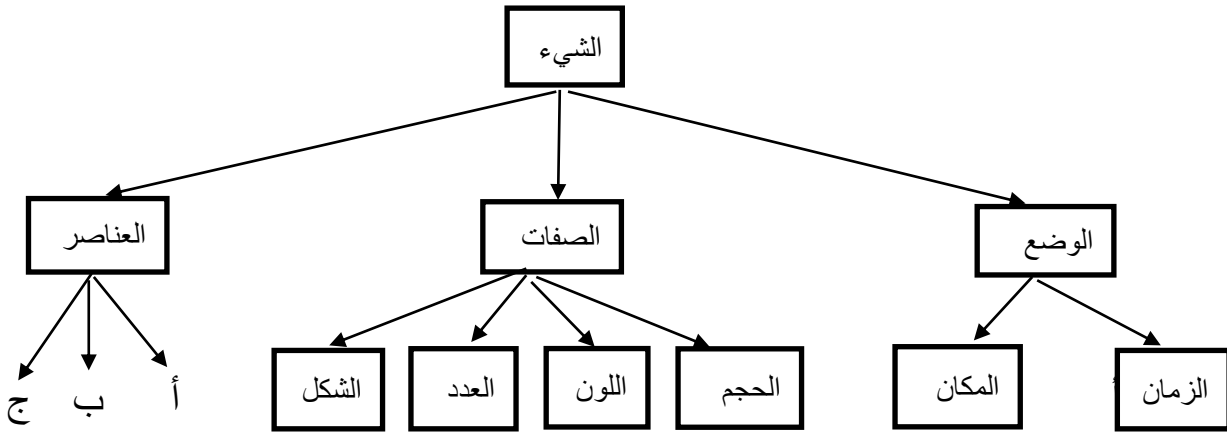 الشيء
الوضع
الصفات
العناصر
الزمان
المكان
الحجم
اللون
العدد
الشكل
أ
ب
ج